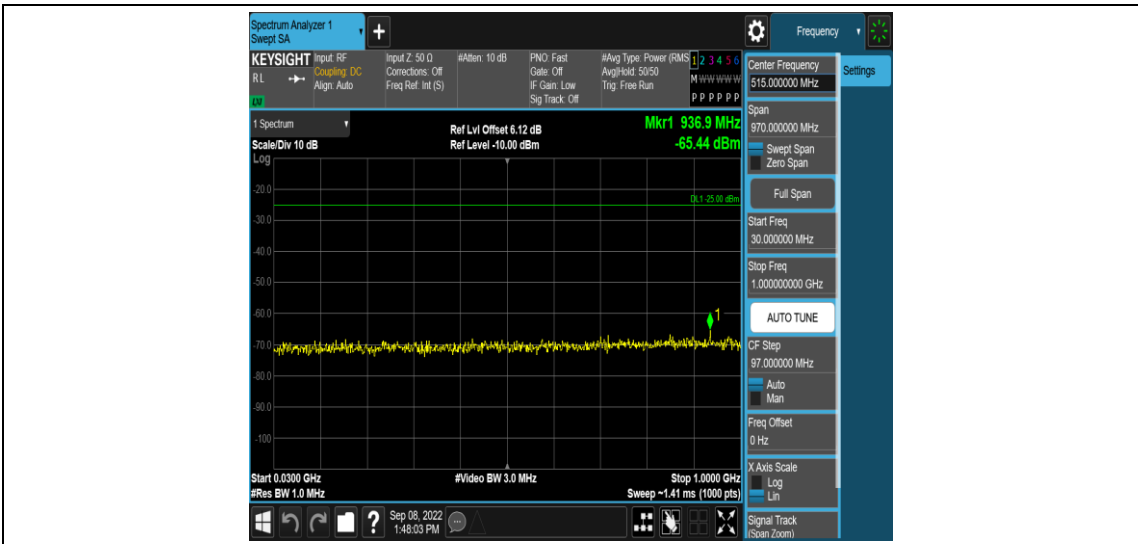 Spectrum Analyzer 1
Swept SA
+
Frequency
KEYSIGHT
RL
LNI
Input: RF
Coupling: DC
Align: Auto
Input Z: 50 Ω
Corrections: Off
Freq Ref: Int (S)
#Atten: 10 dB
PNO: Fast
Gate: Off
IF Gain: Low
Sig Track: Off
#Avg Type: Power (RMS
Avg|Hold: 50/50
Trig: Free Run
1 2 3 4 5 6
M W W W W W
P P P P P P
1 Spectrum
Scale/Div 10 dB
Log
Ref Lvl Offset 6.12 dB
Ref Level -10.00 dBm
Mkr1 936.9 MHz
-65.44 dBm
-20.0
DL1 -25.00 dBm
-30.0
-40.0
-50.0
-60.0
1
-70.0
-80.0
-90.0
-100
Start 0.0300 GHz
#Video BW 3.0 MHz
Stop 1.0000 GHz
#Res BW 1.0 MHz
Sweep ~1.41 ms (1000 pts)
?
Sep 08, 2022
1:48:03 PM
Center Frequency
515.000000 MHz
Settings
Span
970.000000 MHz
Swept Span
Zero Span
Full Span
Start Freq
30.000000 MHz
Stop Freq
1.000000000 GHz
AUTO TUNE
CF Step
97.000000 MHz
Auto
Man
Freq Offset
0 Hz
X Axis Scale
Log
Lin
Signal Track
(Span Zoom)